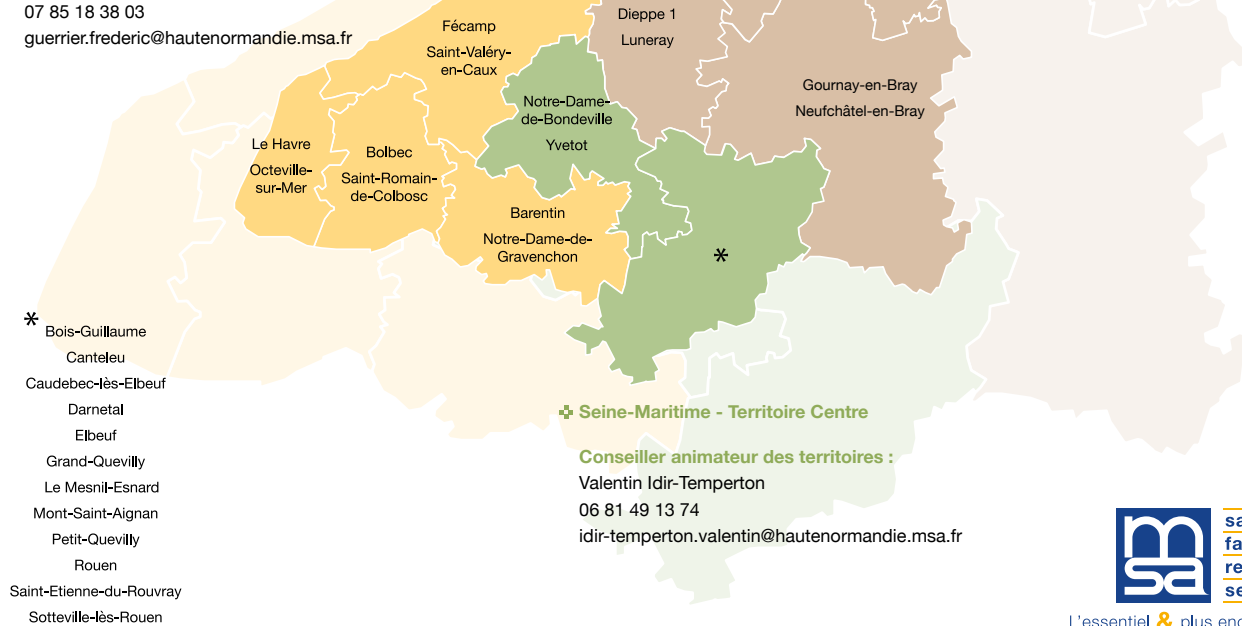 07 85 18 38 03
guerrier.frederic@hautenormandie.msa.fr
Fécamp
Saint-Valéry-
en-Caux
Dieppe 1
Luneray
Gournay-en-Bray
Neufchâtel-en-Bray
Notre-Dame-
de-Bondeville
Yvetot
Le Havre
Octeville-
sur-Mer
Bolbec
Saint-Romain-
de-Colbosc
Barentin
Notre-Dame-de-
Gravenchon
*
*
Bois-Guillaume
Canteleu
Caudebec-lès-Elbeuf
Darnetal
Elbeuf
Grand-Quevilly
Le Mesnil-Esnard
Mont-Saint-Aignan
Petit-Quevilly
Rouen
Saint-Etienne-du-Rouvray
Sotteville-lès-Rouen
Seine-Maritime - Territoire Centre
Conseiller animateur des territoires :
Valentin Idir-Temperton
06 81 49 13 74
idir-temperton.valentin@hautenormandie.msa.fr
msa
L'essentiel & plus